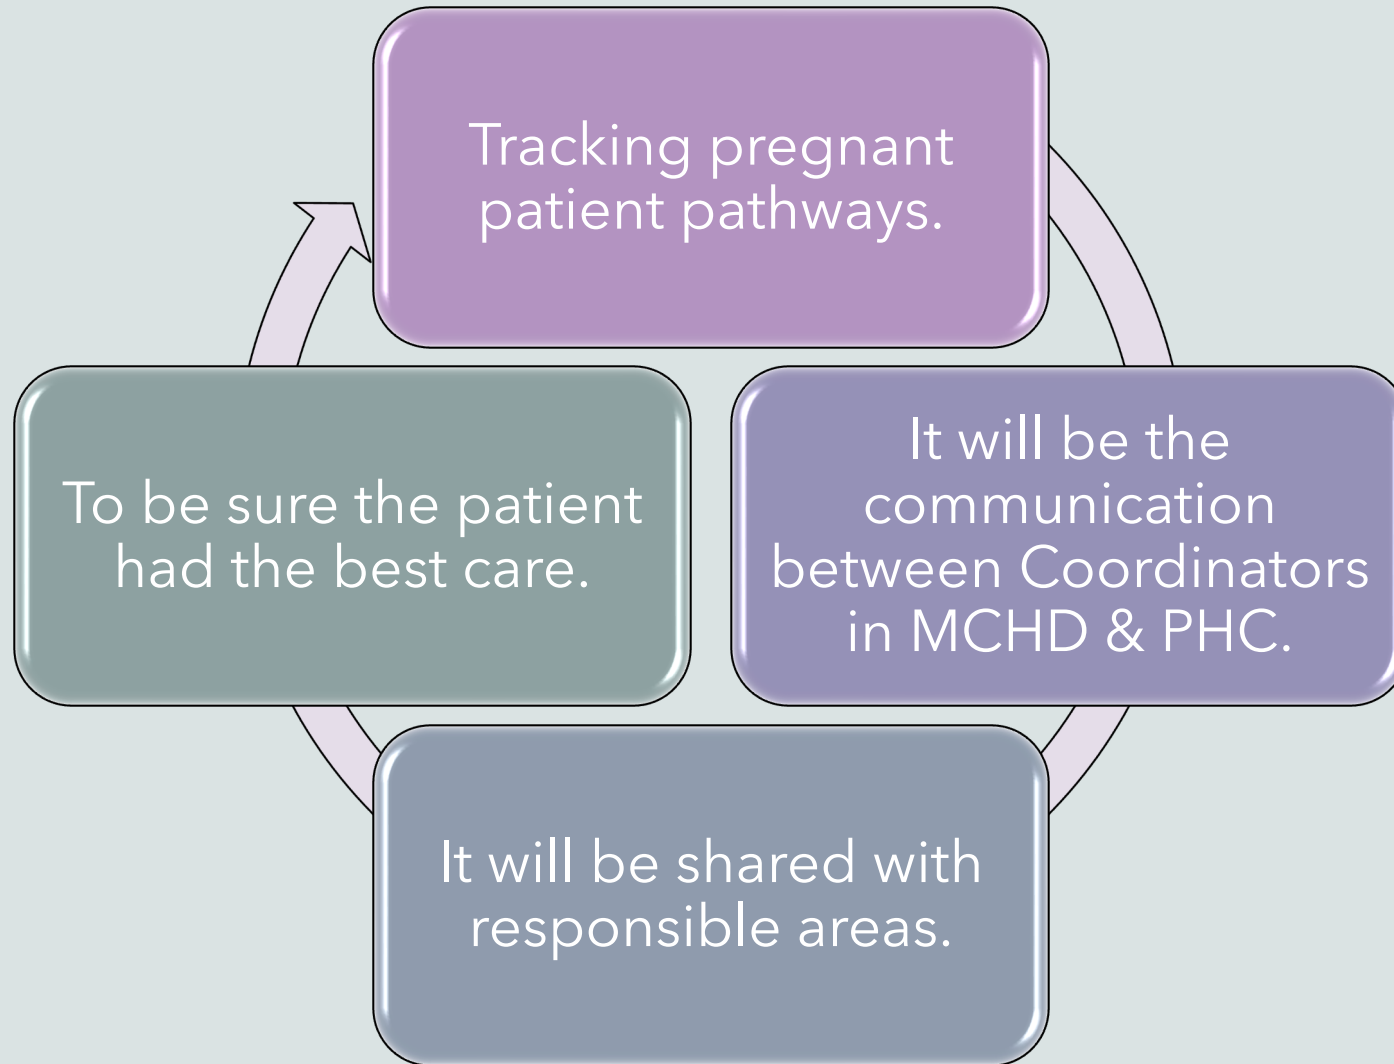 Tracking pregnant
patient pathways.
It will be the
communication
between Coordinators
in MCHD & PHC.
It will be shared with
responsible areas.
To be sure the patient
had the best care.